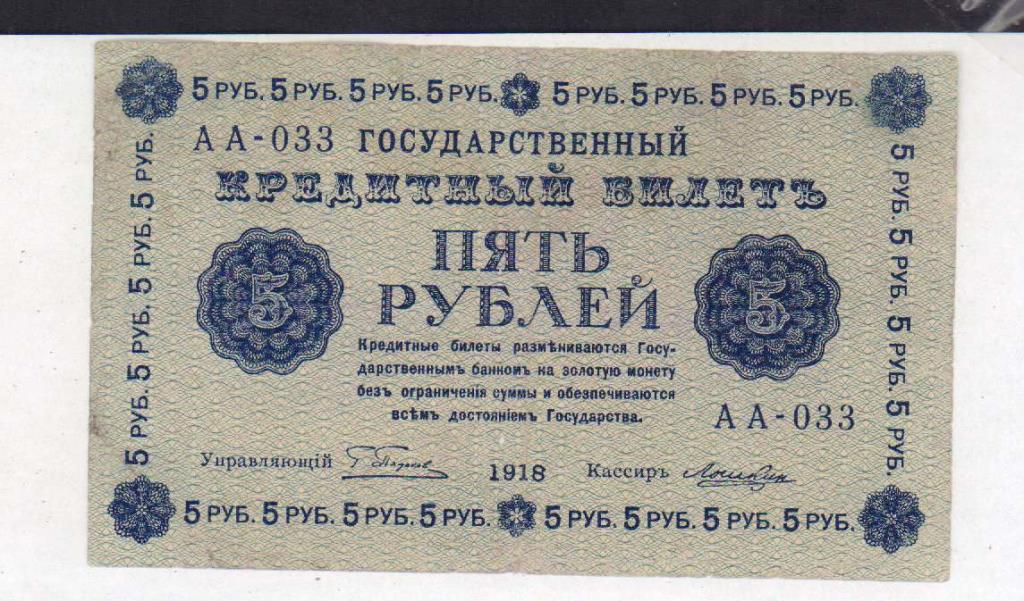 5 РУБ. 5 РУБ. 5 РУБ. 5 РУБ. 5 РУБ. 5 РУБ. 5 РУБ. 5 РУБ.
АА-033 ГОСУДАРСТВЕННЫЙ
КРЕДИТНЫЙ БИЛЕТЪ
ПЯТЬ
РУБЛЕЙ
5
5
Кредитные билеты размѣниваются Госу-
дарственнымъ банкомъ на золотую монету
безъ ограниченія суммы и обезпечиваются
всѣмъ достояніемъ Государства.
АА-033
Управляющій
1918 Кассиръ
5 РУБ. 5 РУБ. 5 РУБ. 5 РУБ.
5 РУБ. 5 РУБ. 5 РУБ. 5 РУБ.
5 РУБ. 5 РУБ. 5 РУБ. 5 РУБ. 5 РУБ. 5 РУБ. 5 РУБ. 5 РУБ.